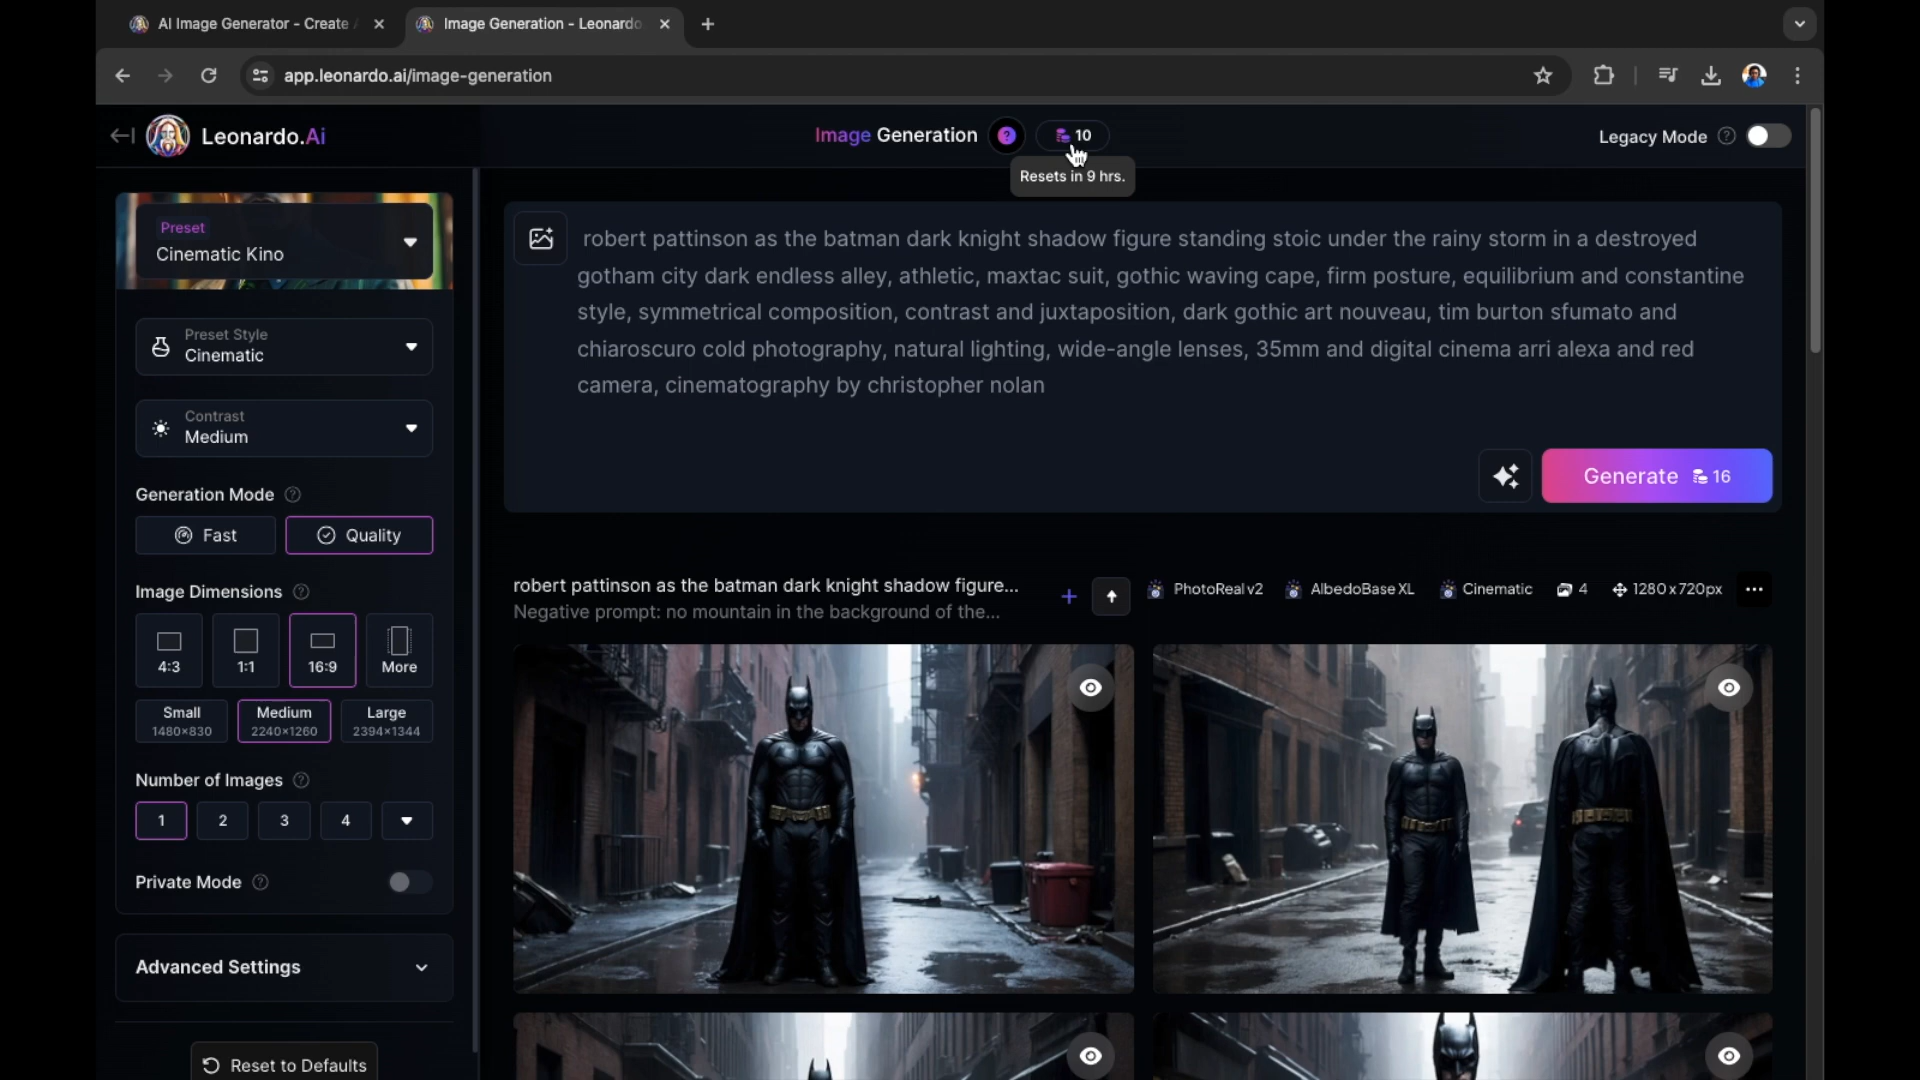 AI Image Generator - Create
Image Generation - Leonardo
app.leonardo.ai/image-generation
Leonardo.Ai
Image Generation
10
Legacy Mode
Resets in 9 hrs.
Preset
Cinematic Kino
Preset Style
Cinematic
Contrast
Medium
Generation Mode
Fast
Quality
Image Dimensions
4:3
1:1
16:9
More
Small
1480×830
Medium
2240×1260
Large
2394×1344
Number of Images
1
2
3
4
Private Mode
Advanced Settings
Reset to Defaults
robert pattinson as the batman dark knight shadow figure standing stoic under the rainy storm in a destroyed
gotham city dark endless alley, athletic, maxtac suit, gothic waving cape, firm posture, equilibrium and constantine
style, symmetrical composition, contrast and juxtaposition, dark gothic art nouveau, tim burton sfumato and
chiaroscuro cold photography, natural lighting, wide-angle lenses, 35mm and digital cinema arri alexa and red
camera, cinematography by christopher nolan
Generate 16
robert pattinson as the batman dark knight shadow figure...
Negative prompt: no mountain in the background of the...
PhotoReal v2
AlbedoBase XL
Cinematic
4
1280 x 720px